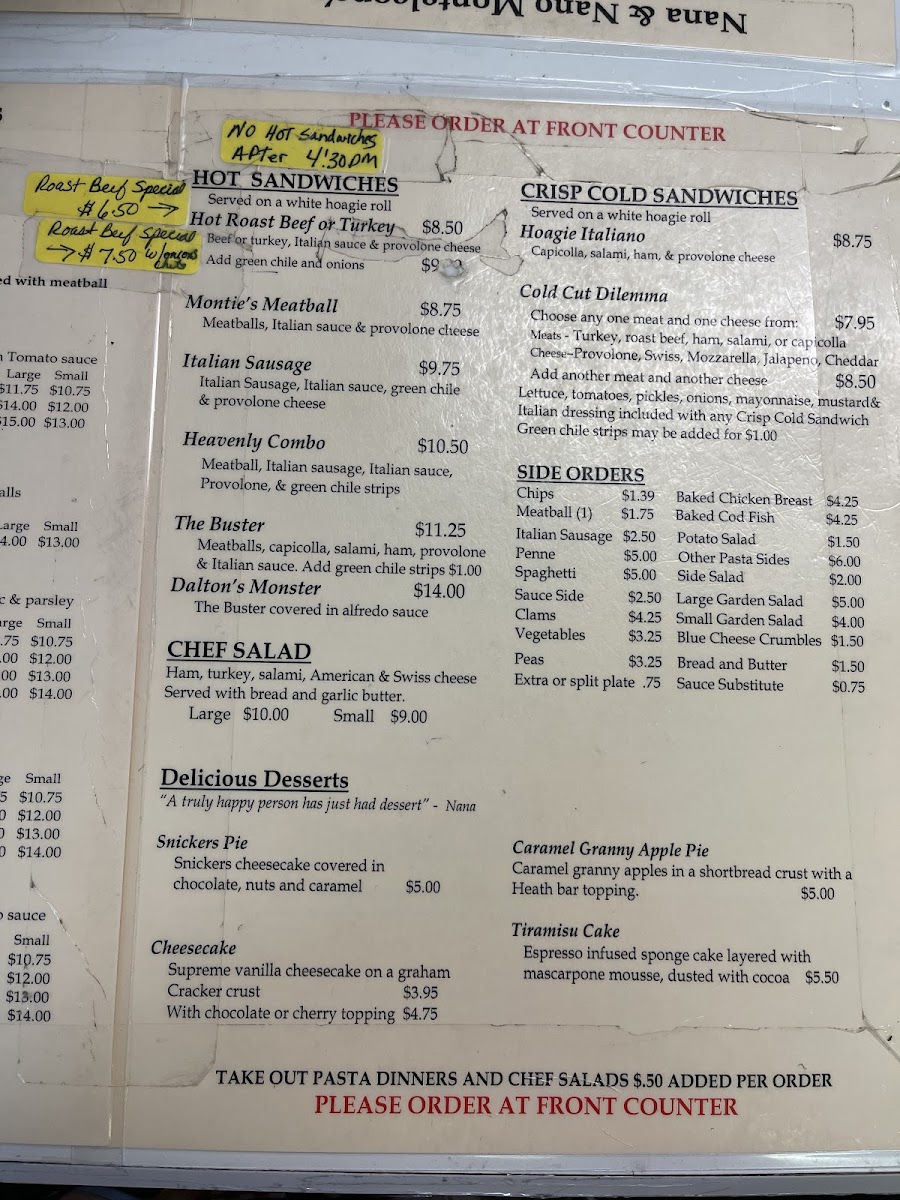 Nana & Nano
PLEASE ORDER AT FRONT COUNTER
NO HOT Sandwiches
AFter 4:30pm
Roast Beef Special
$6.50 →
Roast Beef Special
→ $7.50 w/onions
HOT SANDWICHES
Served on a white hoagie roll
Hot Roast Beef or Turkey $8.50
Beef or turkey, Italian sauce & provolone cheese
Add green chile and onions
Montie's Meatball $8.75
Meatballs, Italian sauce & provolone cheese
Italian Sausage $9.75
Italian Sausage, Italian sauce, green chile
& provolone cheese
Heavenly Combo $10.50
Meatball, Italian sausage, Italian sauce,
Provolone, & green chile strips
The Buster $11.25
Meatballs, capicolla, salami, ham, provolone
& Italian sauce. Add green chile strips $1.00
Dalton's Monster $14.00
The Buster covered in alfredo sauce
CHEF SALAD
Ham, turkey, salami, American & Swiss cheese
Served with bread and garlic butter.
Large $10.00 Small $9.00
CRISP COLD SANDWICHES
Served on a white hoagie roll
Hoagie Italiano $8.75
Capicolla, salami, ham, & provolone cheese
Cold Cut Dilemma
Choose any one meat and one cheese from: $7.95
Meats - Turkey, roast beef, ham, salami, or capicolla
Cheese–Provolone, Swiss, Mozzarella, Jalapeno, Cheddar
Add another meat and another cheese $8.50
Lettuce, tomatoes, pickles, onions, mayonnaise, mustard&
Italian dressing included with any Crisp Cold Sandwich
Green chile strips may be added for $1.00
SIDE ORDERS
Chips $1.39 Baked Chicken Breast $4.25
Meatball (1) $1.75 Baked Cod Fish $4.25
Italian Sausage $2.50 Potato Salad $1.50
Penne $5.00 Other Pasta Sides $6.00
Spaghetti $5.00 Side Salad $2.00
Sauce Side $2.50 Large Garden Salad $5.00
Clams $4.25 Small Garden Salad $4.00
Vegetables $3.25 Blue Cheese Crumbles $1.50
Peas $3.25 Bread and Butter $1.50
Extra or split plate .75 Sauce Substitute $0.75
Delicious Desserts
"A truly happy person has just had dessert" - Nana
Snickers Pie
Snickers cheesecake covered in
chocolate, nuts and caramel $5.00
Cheesecake
Supreme vanilla cheesecake on a graham
Cracker crust $3.95
With chocolate or cherry topping $4.75
Caramel Granny Apple Pie
Caramel granny apples in a shortbread crust with a
Heath bar topping. $5.00
Tiramisu Cake
Espresso infused sponge cake layered with
mascarpone mousse, dusted with cocoa $5.50
TAKE OUT PASTA DINNERS AND CHEF SALADS $.50 ADDED PER ORDER
PLEASE ORDER AT FRONT COUNTER
with meatball
Tomato sauce
Large Small
$11.75 $10.75
$14.00 $12.00
$15.00 $13.00
Small
$13.00
& parsley
Small
$10.75
$12.00
$13.00
$14.00
Small
$10.75
$12.00
$13.00
$14.00
sauce
Small
$10.75
$12.00
$13.00
$14.00